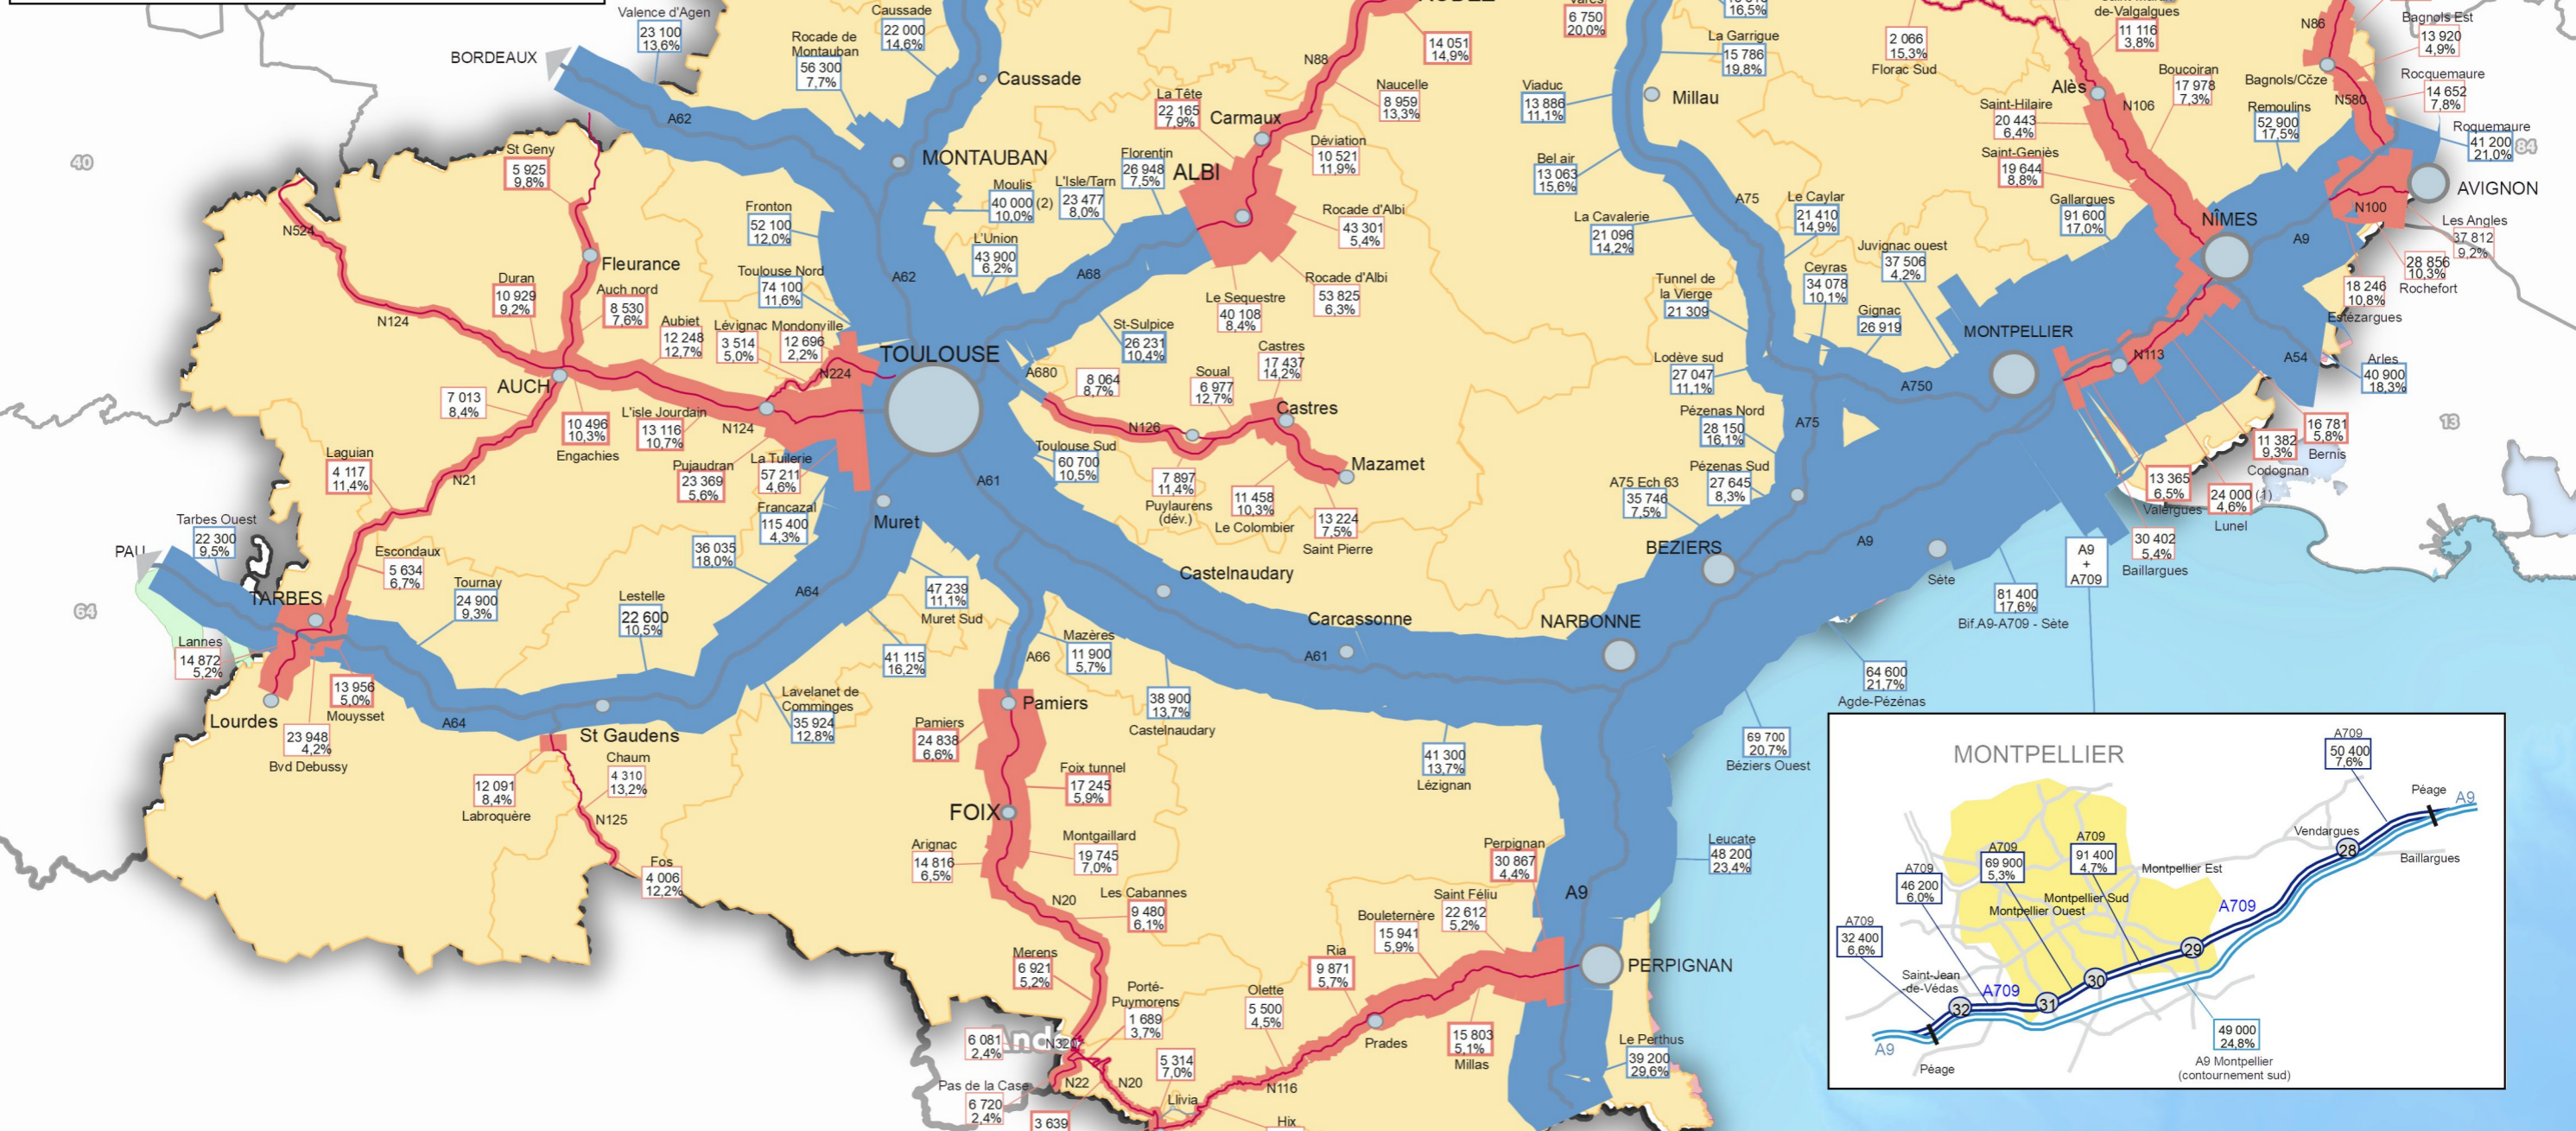 Valence d'Agen
23 100
13,6%
BORDEAUX
A62
Rocade de
Montauban
56 300
7,7%
Caussade
22 000
14,6%
Caussade
MONTAUBAN
40
St Geny
5 925
9,8%
N524
Fleurance
Duran
10 929
9,2%
Auch nord
8 530
7,6%
N124
AUCH
7 013
8,4%
10 496
10,3%
Engachies
Aubiet
12 248
12,7%
Lévignac
3 514
5,0%
Mondonville
12 696
2,2%
N224
L'isle Jourdain
13 116
10,7%
N124
Pujaudran
23 369
5,6%
La Tuilerie
57 211
4,6%
Francazal
115 400
4,3%
Fronton
52 100
12,0%
Toulouse Nord
74 100
11,6%
A62
TOULOUSE
Moulis
40 000 (2)
10,0%
L'Union
43 900
6,2%
L'Isle/Tarn
23 477
8,0%
Florentin
26 948
7,5%
A68
St-Sulpice
26 231
10,4%
A680
La Tête
22 165
7,9%
Carmaux
ALBI
N88
14 051
14,9%
Naucelle
8 959
13,3%
Déviation
10 521
11,9%
Rocade d'Albi
43 301
5,4%
Rocade d'Albi
53 825
6,3%
Le Sequestre
40 108
8,4%
8 064
8,7%
N126
Soual
6 977
12,7%
Castres
17 437
14,2%
Castres
Mazamet
Toulouse Sud
60 700
10,5%
7 897
11,4%
Puylaurens
(dév.)
11 458
10,3%
Le Colombier
13 224
7,5%
Saint Pierre
A61
Muret
Laguian
4 117
11,4%
N21
Tarbes Ouest
22 300
9,5%
PAU
64
TARBES
Escondaux
5 634
6,7%
Tournay
24 900
9,3%
Lannes
14 872
5,2%
Lourdes
13 956
5,0%
Mouysset
23 948
4,2%
Bvd Debussy
A64
Lestelle
22 600
10,5%
36 035
18,0%
A64
St Gaudens
Chaum
4 310
13,2%
12 091
8,4%
Labroquère
N125
Fos
4 006
12,2%
47 239
11,1%
Muret Sud
41 115
16,2%
Lavelanet de
Comminges
35 924
12,8%
A66
Mazères
11 900
5,7%
Castelnaudary
38 900
13,7%
Castelnaudary
Carcassonne
A61
NARBONNE
41 300
13,7%
Lézignan
Pamiers
Pamiers
24 838
6,6%
Foix tunnel
17 245
5,9%
FOIX
Arignac
14 816
6,5%
Montgaillard
19 745
7,0%
Les Cabannes
9 480
6,1%
N20
Merens
6 921
5,2%
Porté-
Puymorens
1 689
3,7%
6 081
2,4%
N320
Pas de la Case
6 720
2,4%
N22
N20
3 639
5 314
7,0%
Llivia
Hix
N116
Olette
5 500
4,5%
Ria
9 871
5,7%
Prades
Bouleternère
15 941
5,9%
Saint Féliu
22 612
5,2%
Perpignan
30 867
4,4%
15 803
5,1%
Millas
PERPIGNAN
A9
Le Perthus
39 200
29,6%
Leucate
48 200
23,4%
69 700
20,7%
Béziers Ouest
64 600
21,7%
Agde-Pézénas
81 400
17,6%
Bif.A9-A709 - Sète
Sète
A9
BEZIERS
A9
+
A709
6 750
20,0%
16,5%
La Garrigue
15 786
19,8%
Viaduc
13 886
11,1%
Millau
Bel air
13 063
15,6%
A75
La Cavalerie
21 096
14,2%
Le Caylar
21 410
14,9%
Tunnel de
la Vierge
21 309
Ceyras
34 078
10,1%
Juvignac ouest
37 506
4,2%
Gignac
26 919
Lodève sud
27 047
11,1%
A750
Pézenas Nord
28 150
16,1%
A75
Pézenas Sud
27 645
8,3%
A75 Ech 63
35 746
7,5%
MONTPELLIER
2 066
15,3%
Florac Sud
de-Valgalgues
11 116
3,8%
Alès
N106
Boucoiran
17 978
7,3%
Saint-Hilaire
20 443
6,4%
Saint-Geniès
19 644
8,8%
Gallargues
91 600
17,0%
NÎMES
N86
Bagnols Est
13 920
4,9%
Bagnols/Cčze
Rocquemaure
14 652
7,8%
N580
Remoulins
52 900
17,5%
Roquemaure
41 200
21,0%
84
AVIGNON
N100
Les Angles
37 812
9,2%
28 856
10,3%
Rochefort
18 246
10,8%
Estézargues
A9
A54
Arles
40 900
18,3%
13
N113
16 781
5,8%
Bernis
11 382
9,3%
Codognan
24 000 (1)
4,6%
Lunel
13 365
6,5%
Valergues
30 402
5,4%
Baillargues
MONTPELLIER
A709
50 400
7,6%
Péage
A9
Vendargues
28
Baillargues
A709
91 400
4,7%
A709
69 900
5,3%
A709
46 200
6,0%
A709
32 400
6,6%
Montpellier Est
Montpellier Sud
Montpellier Ouest
A709
29
30
31
32
A709
Saint-Jean
-de-Védas
A9
Péage
49 000
24,8%
A9 Montpellier
(contournement sud)